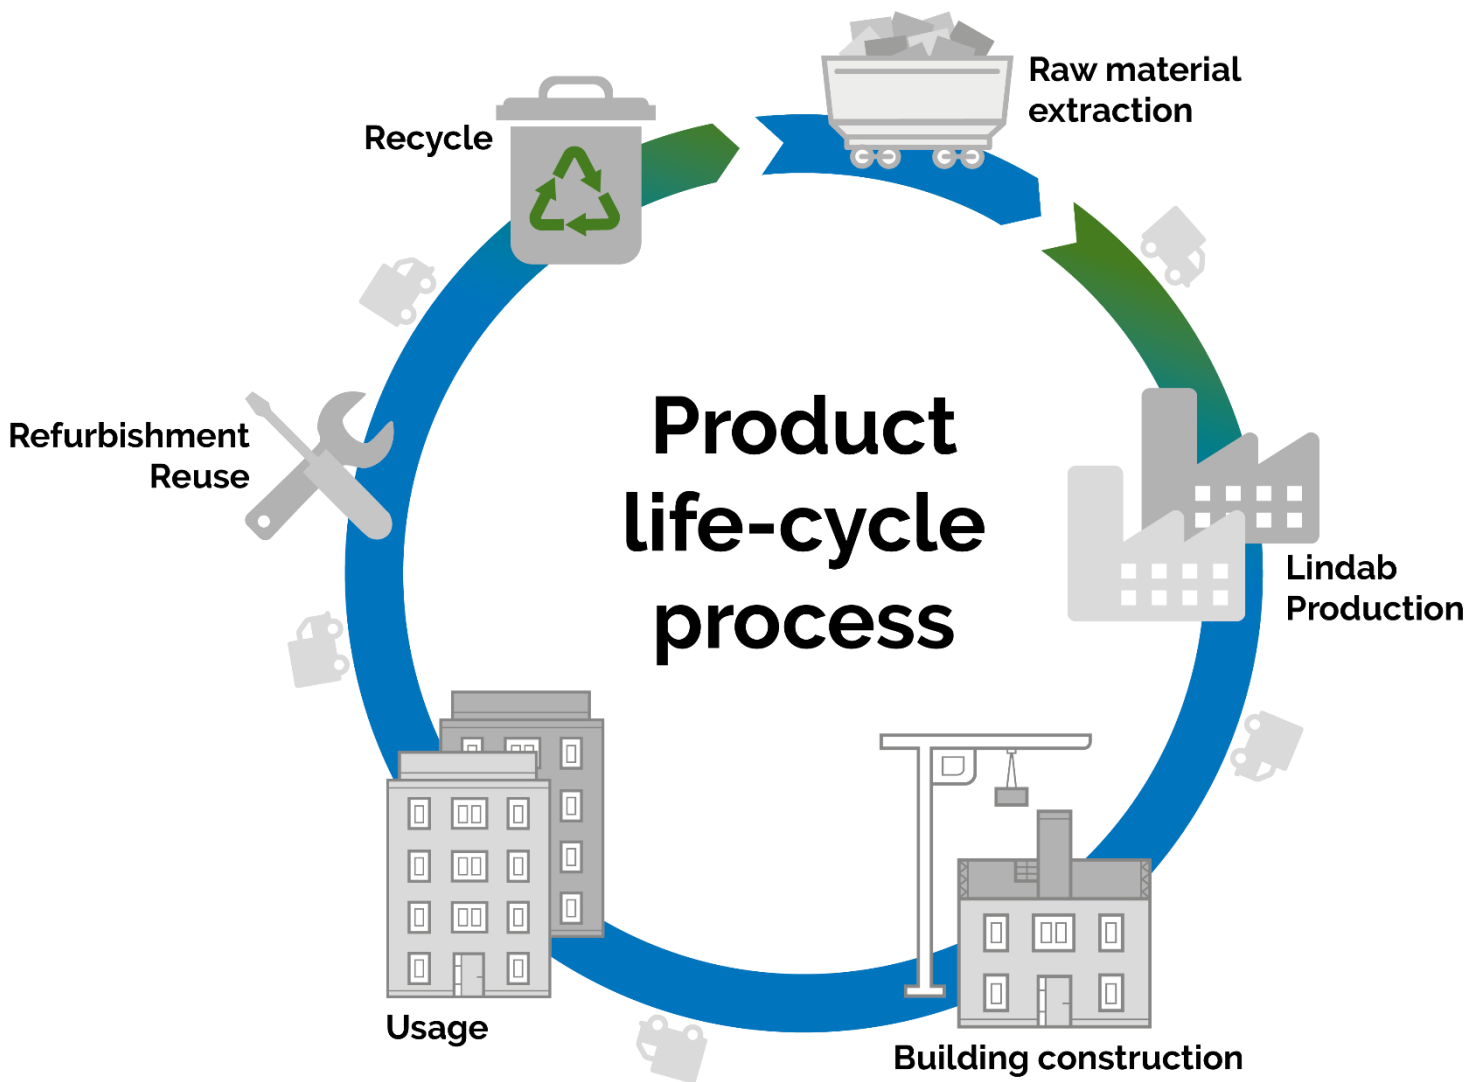 Product
life-cycle
process
Raw material
extraction
Lindab
Production
Building construction
Usage
Refurbishment
Reuse
Recycle